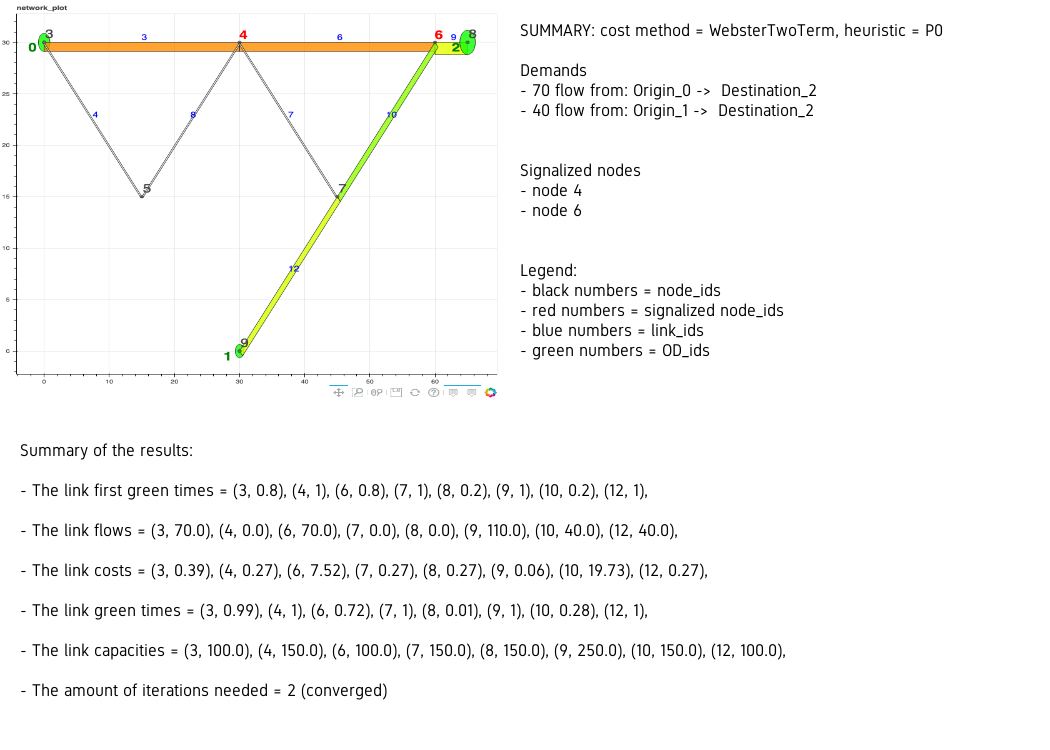 network_plot
3
3
6
9
8
0
4
6
2
30
25
4
8
7
10
20
5
7
15
10
12
5
9
1
0
0
10
20
30
40
50
60
SUMMARY: cost method = WebsterTwoTerm, heuristic = P0
Demands
- 70 flow from: Origin_0 -> Destination_2
- 40 flow from: Origin_1 -> Destination_2
Signalized nodes
- node 4
- node 6
Legend:
- black numbers = node_ids
- red numbers = signalized node_ids
- blue numbers = link_ids
- green numbers = OD_ids
Summary of the results:
- The link first green times = (3, 0.8), (4, 1), (6, 0.8), (7, 1), (8, 0.2), (9, 1), (10, 0.2), (12, 1),
- The link flows = (3, 70.0), (4, 0.0), (6, 70.0), (7, 0.0), (8, 0.0), (9, 110.0), (10, 40.0), (12, 40.0),
- The link costs = (3, 0.39), (4, 0.27), (6, 7.52), (7, 0.27), (8, 0.27), (9, 0.06), (10, 19.73), (12, 0.27),
- The link green times = (3, 0.99), (4, 1), (6, 0.72), (7, 1), (8, 0.01), (9, 1), (10, 0.28), (12, 1),
- The link capacities = (3, 100.0), (4, 150.0), (6, 100.0), (7, 150.0), (8, 150.0), (9, 250.0), (10, 150.0), (12, 100.0),
- The amount of iterations needed = 2 (converged)